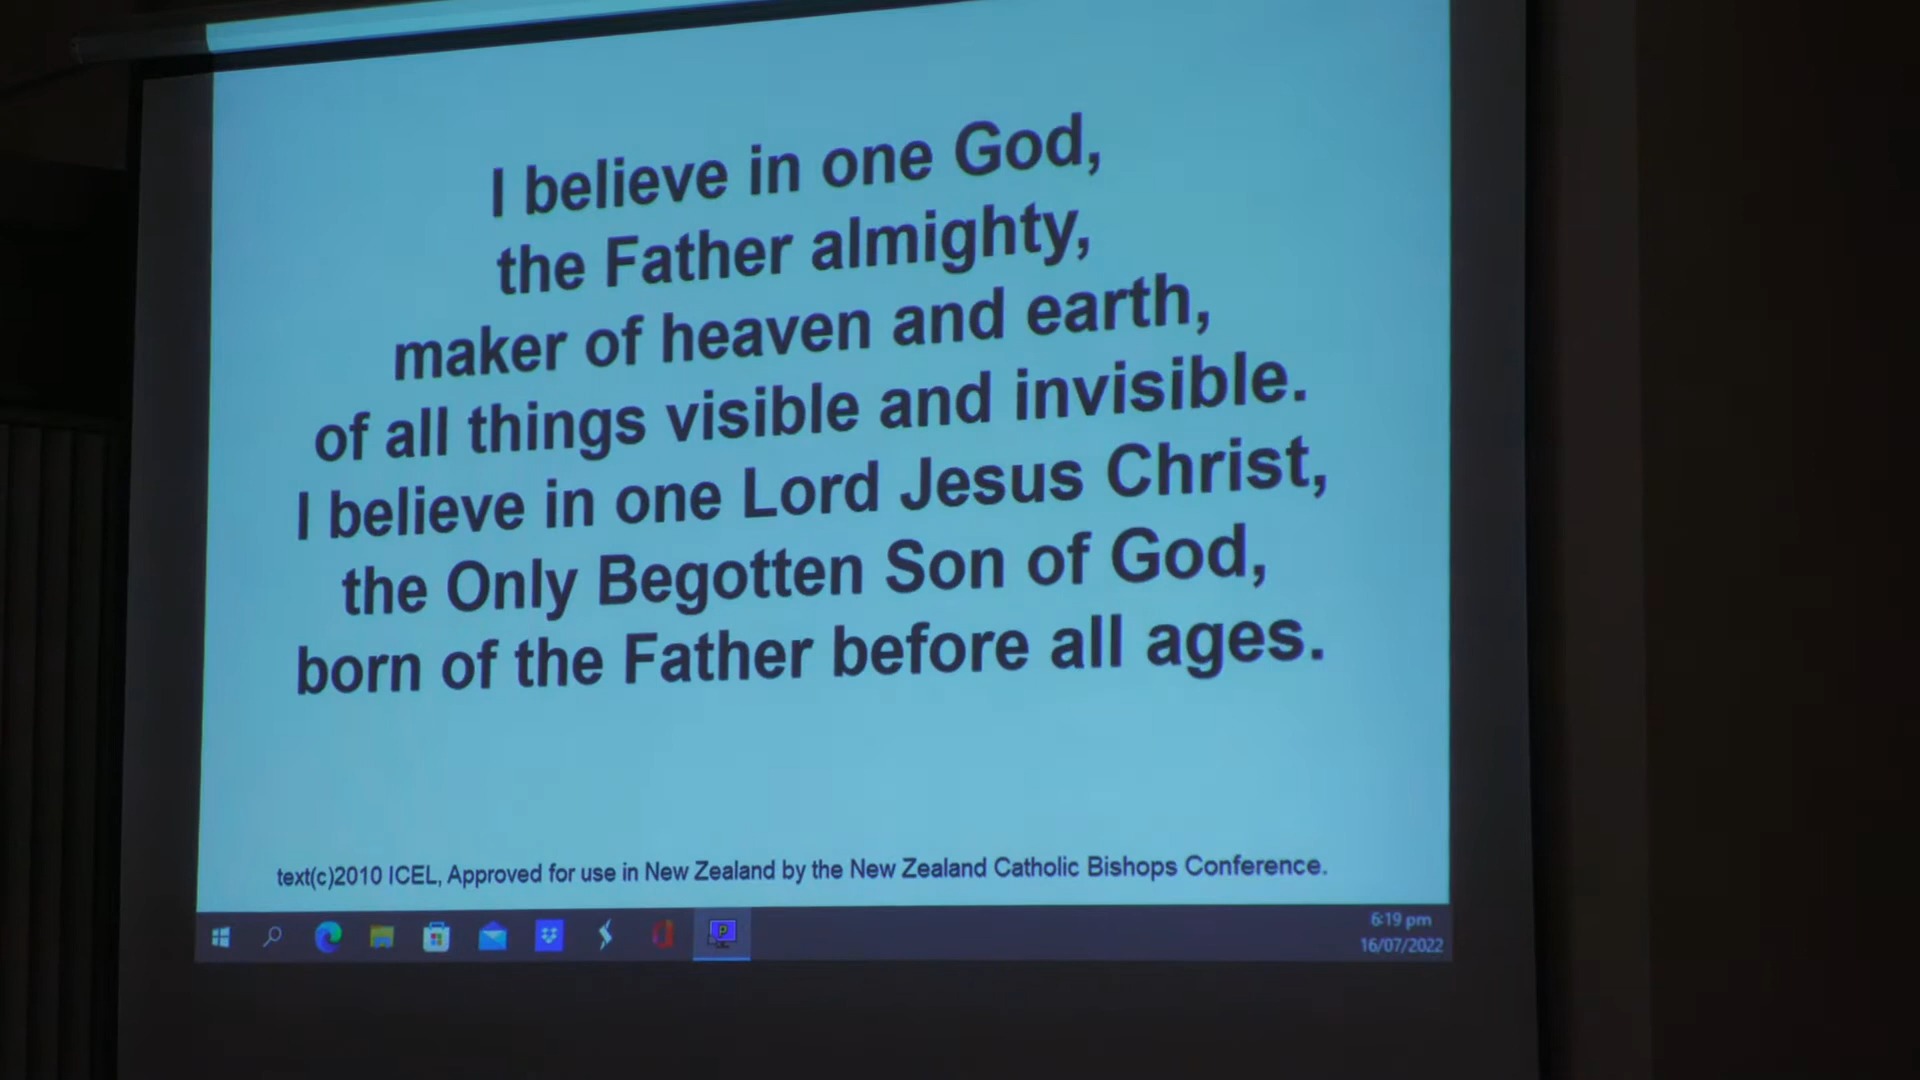 I believe in one God,
the Father almighty,
maker of heaven and earth,
of all things visible and invisible.
I believe in one Lord Jesus Christ,
the Only Begotten Son of God,
born of the Father before all ages.
text(c)2010 ICEL, Approved for use in New Zealand by the New Zealand Catholic Bishops Conference.
P
6:19 pm
16/07/2022